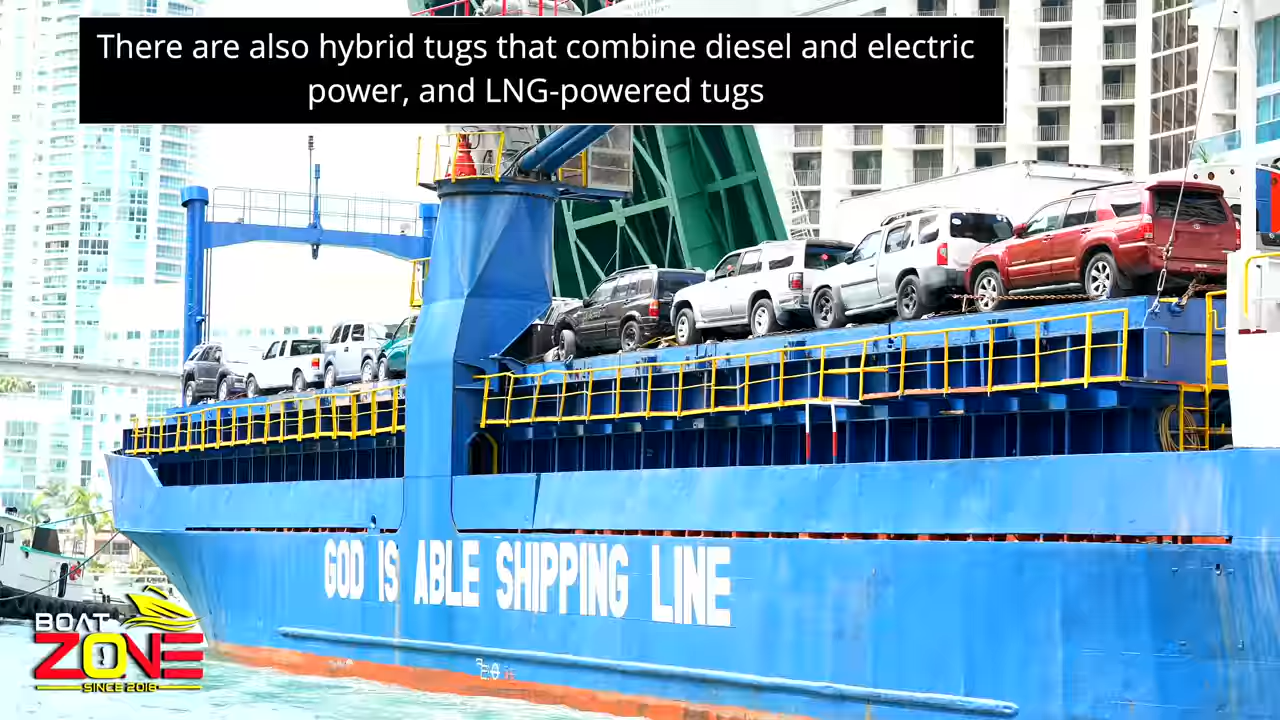 There are also hybrid tugs that combine diesel and electric
power, and LNG-powered tugs
GOD IS ABLE SHIPPING LINE
BOAT
ZONE
SINCE 2018